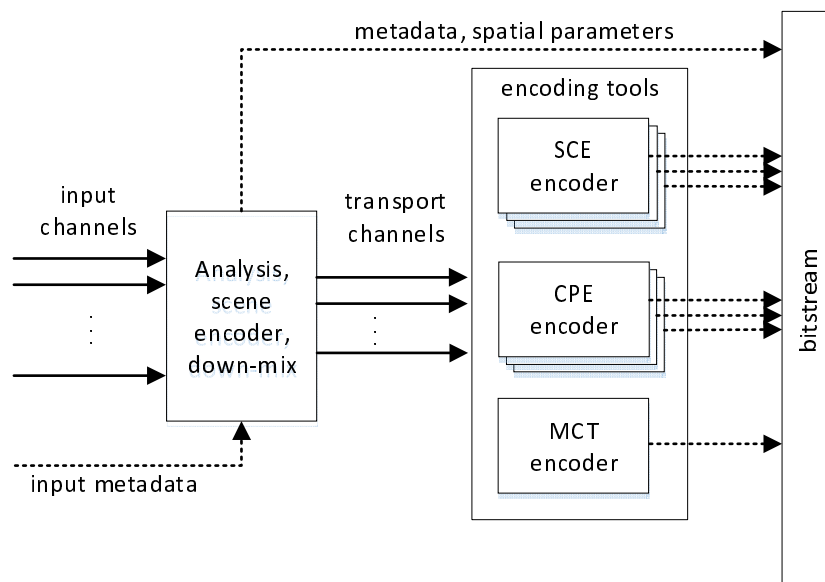 metadata, spatial parameters
encoding tools
SCE
encoder
input
channels
transport
channels
Analysis,
scene
encoder,
down-mix
CPE
encoder
bitstream
MCT
encoder
input metadata